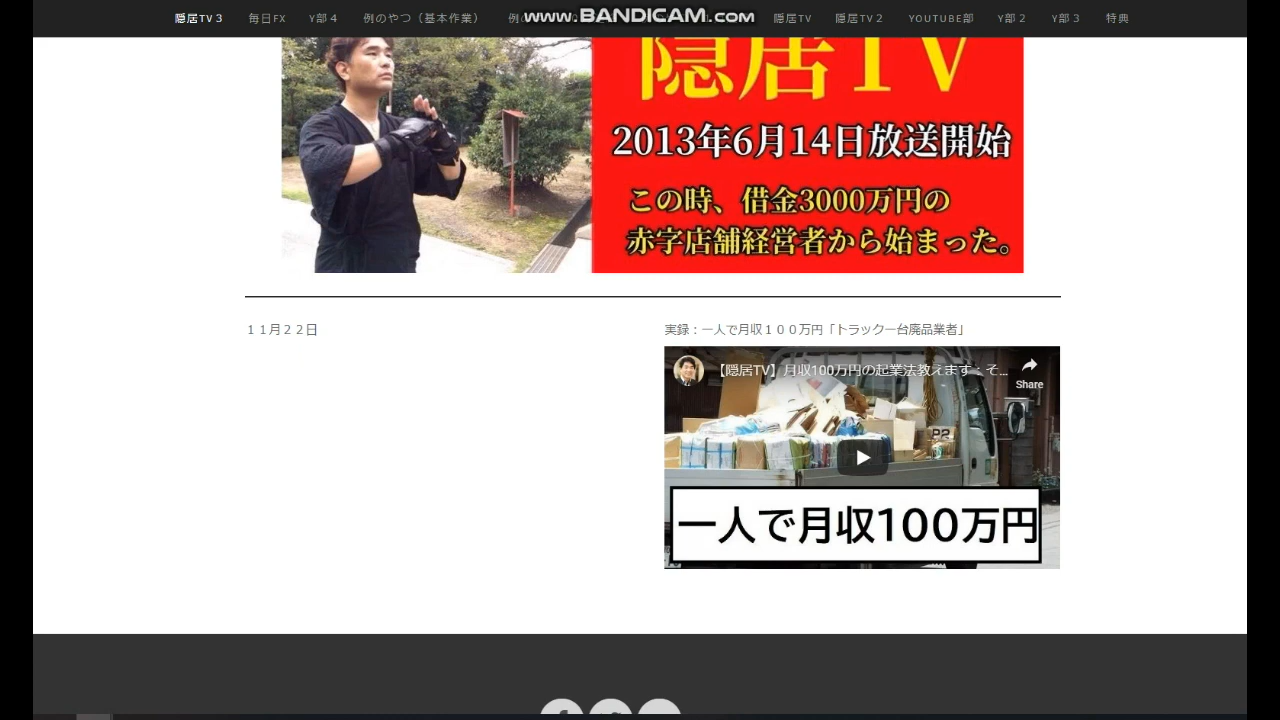 隠居TV３ 毎日FX Y部４ 例のやつ（基本作業） 隠居TV 隠居TV２ YOUTUBE部 Y部２ Y部３ 特典
www.BANDICAM.com
隠居TV
2013年6月14日放送開始
この時、借金3000万円の
赤字店舗経営者から始まった。
１１月２２日
実録：一人で月収１００万円「トラック一台廃品業者」
【隠居TV】月収100万円の起業法教えます：そ...
Share
P2
一人で月収100万円